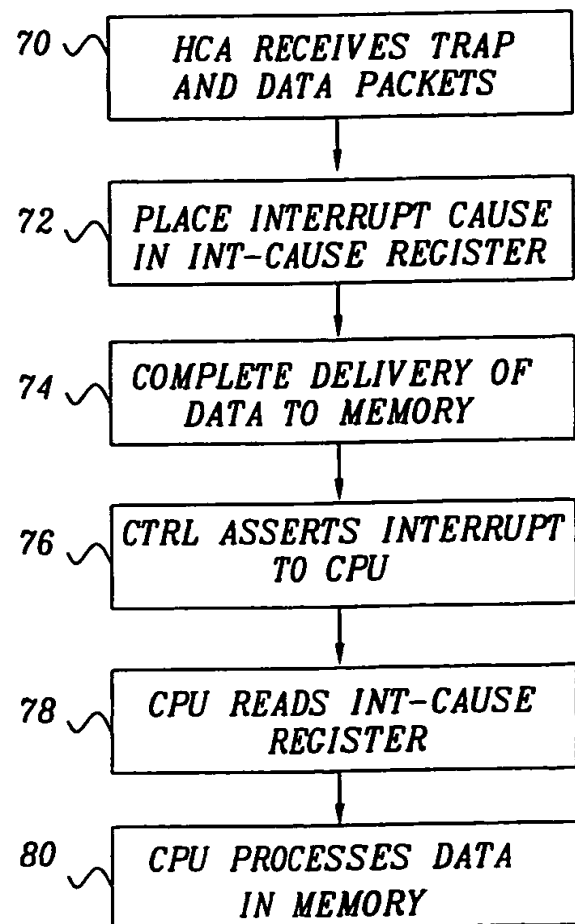 70
HCA RECEIVES TRAP
AND DATA PACKETS
72
PLACE INTERRUPT CAUSE
IN INT-CAUSE REGISTER
74
COMPLETE DELIVERY OF
DATA TO MEMORY
76
CTRL ASSERTS INTERRUPT
TO CPU
78
CPU READS INT-CAUSE
REGISTER
80
CPU PROCESSES DATA
IN MEMORY